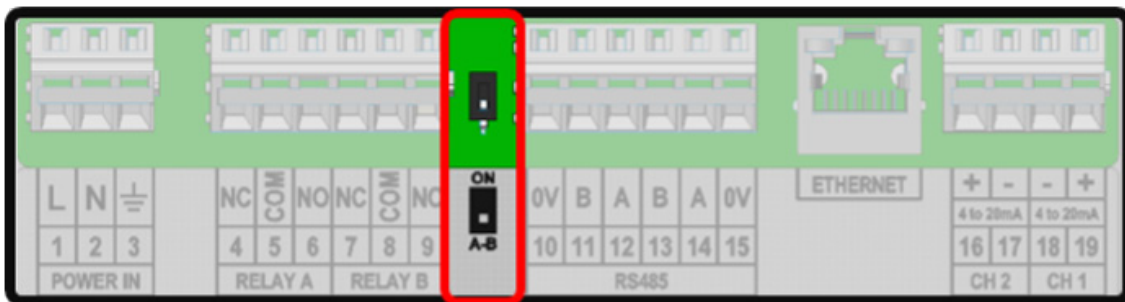 L N NC COM NO NC COM NO ON A-B 0V B A B A 0V ETHERNET + - - +
4 to 20mA 4 to 20mA
1 2 3 4 5 6 7 8 9 10 11 12 13 14 15 16 17 18 19
POWER IN RELAY A RELAY B RS485 CH 2 CH 1